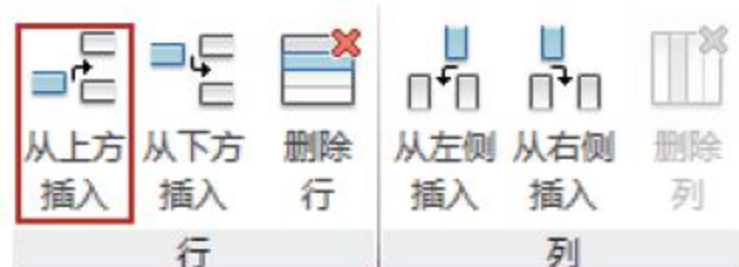 从上方 从下方 删除 从左侧 从右侧 删除
插入 插入 行 插入 插入 列
行 列